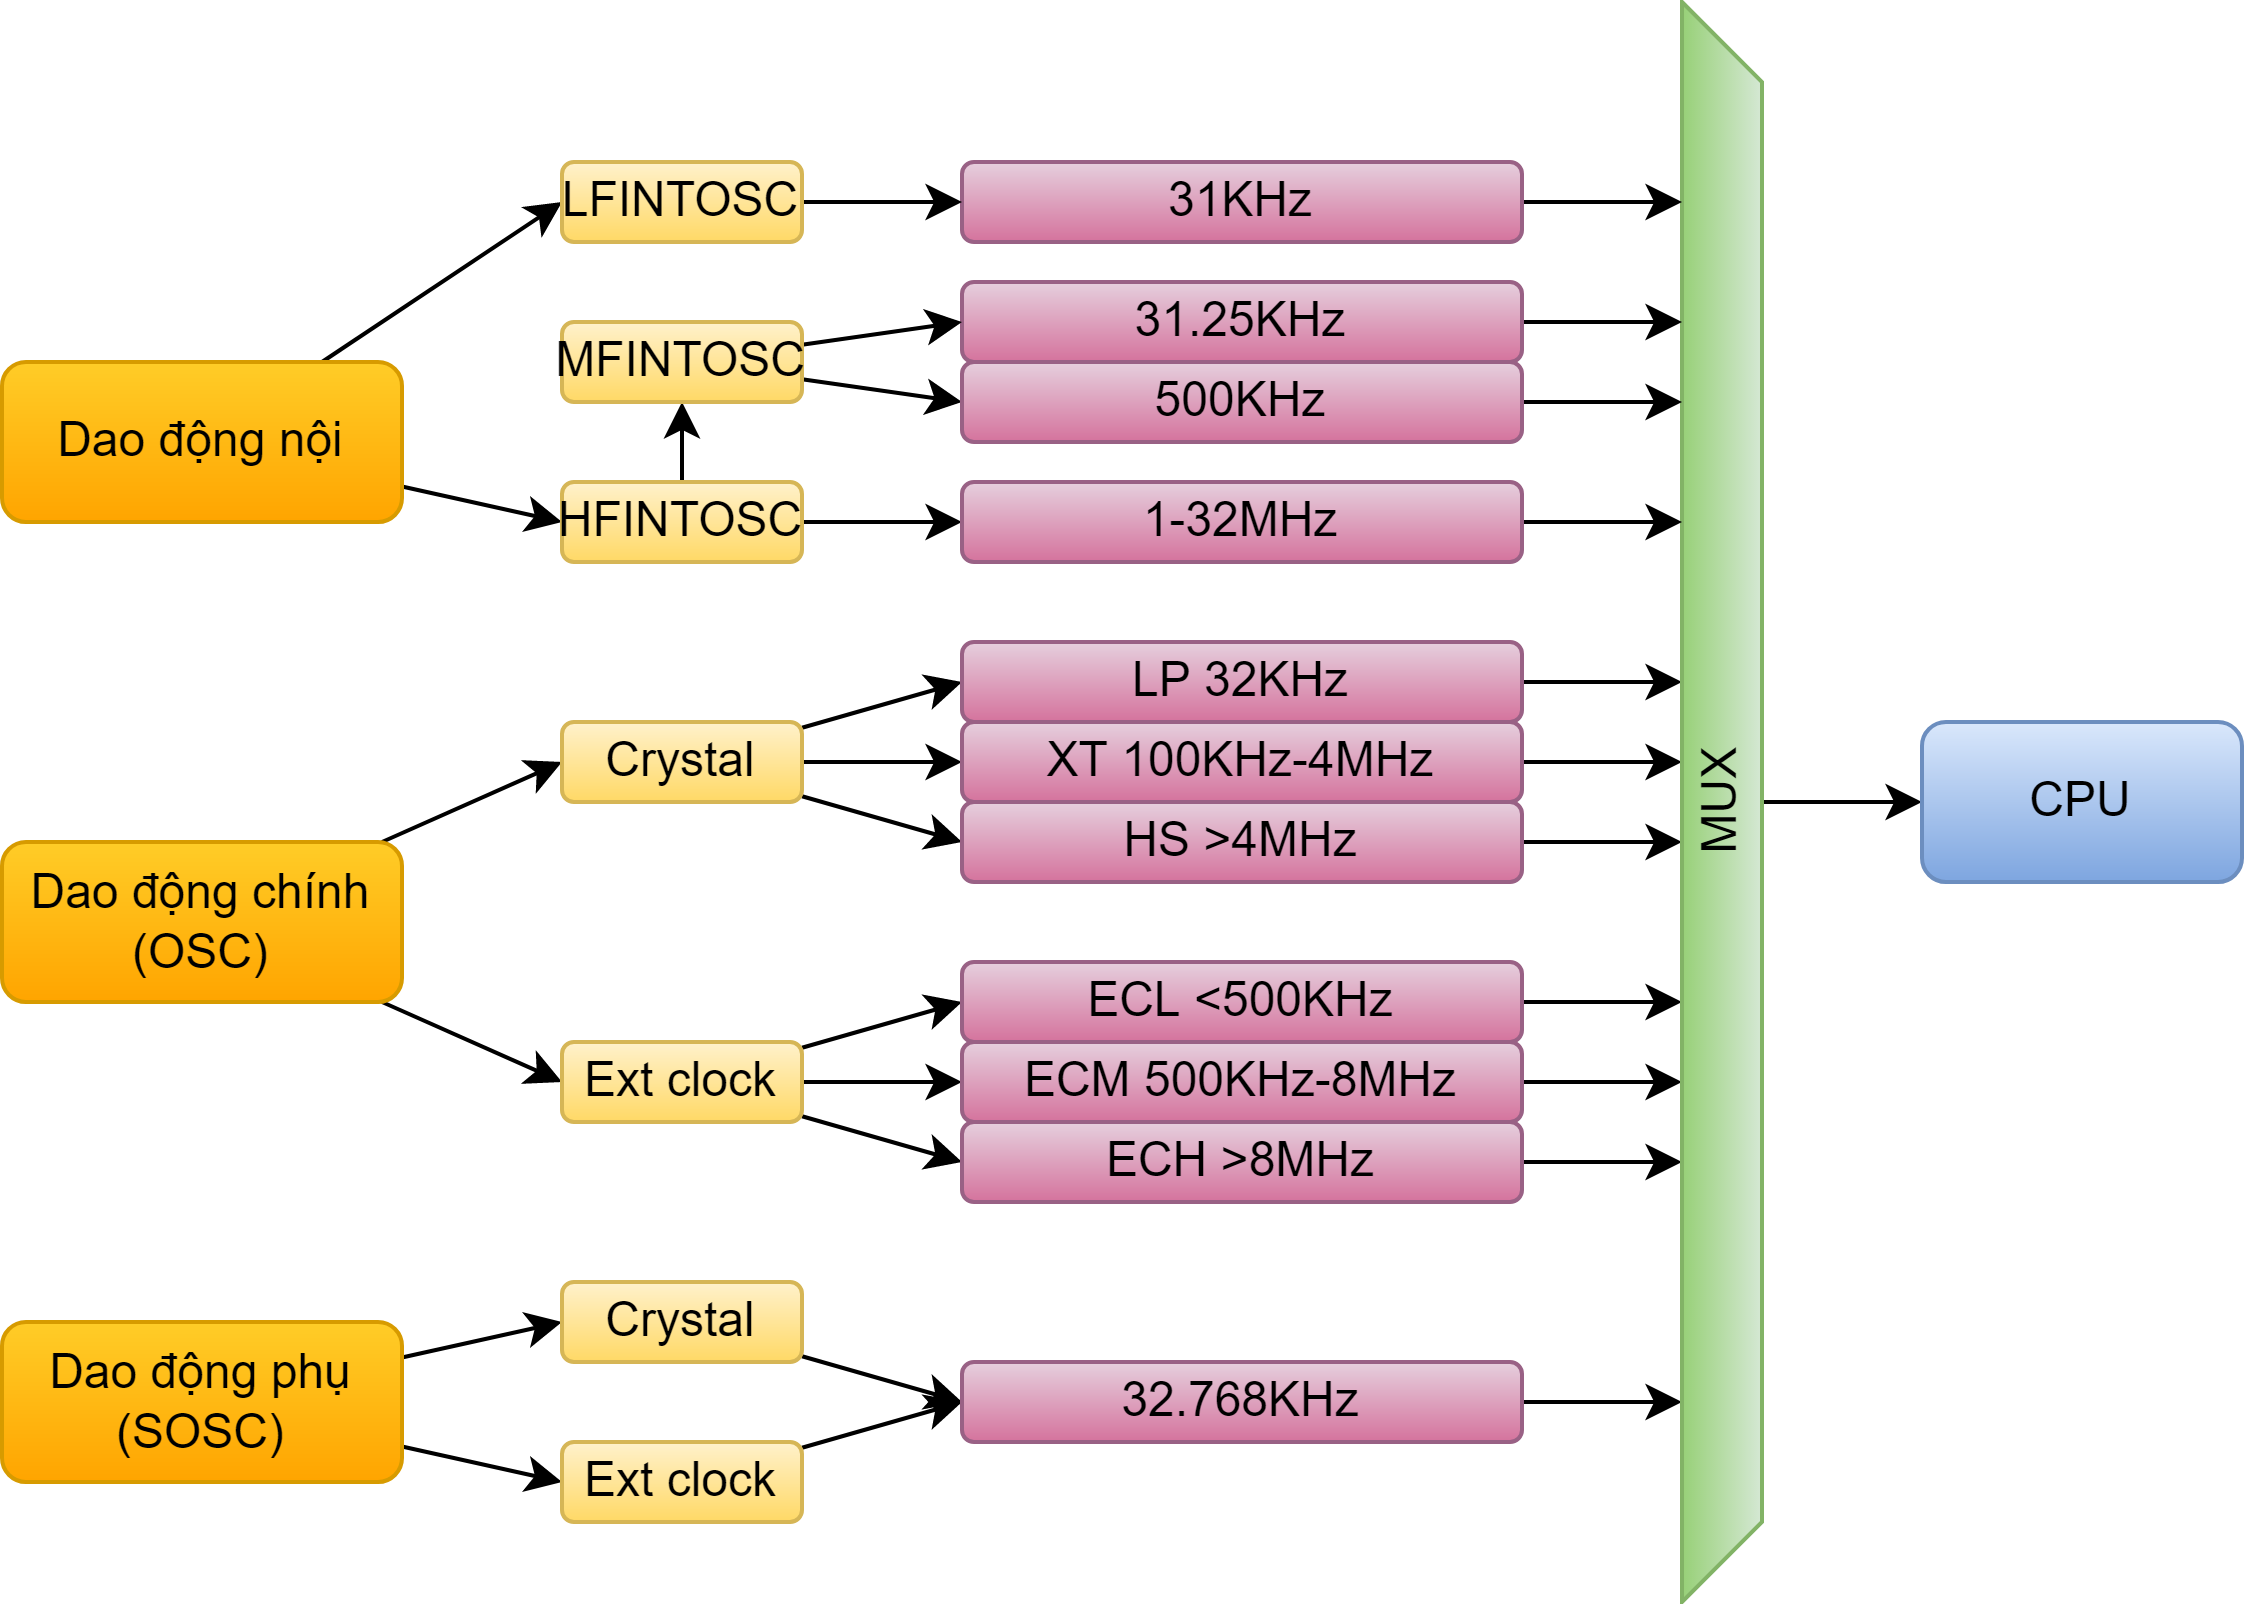 LFINTOSC
31KHz
Dao động nội
MFINTOSC
31.25KHz
500KHz
HFINTOSC
1-32MHz
Dao động chính
(OSC)
Crystal
LP 32KHz
XT 100KHz-4MHz
HS >4MHz
Ext clock
ECL <500KHz
ECM 500KHz-8MHz
ECH >8MHz
Dao động phụ
(SOSC)
Crystal
Ext clock
32.768KHz
MUX
CPU